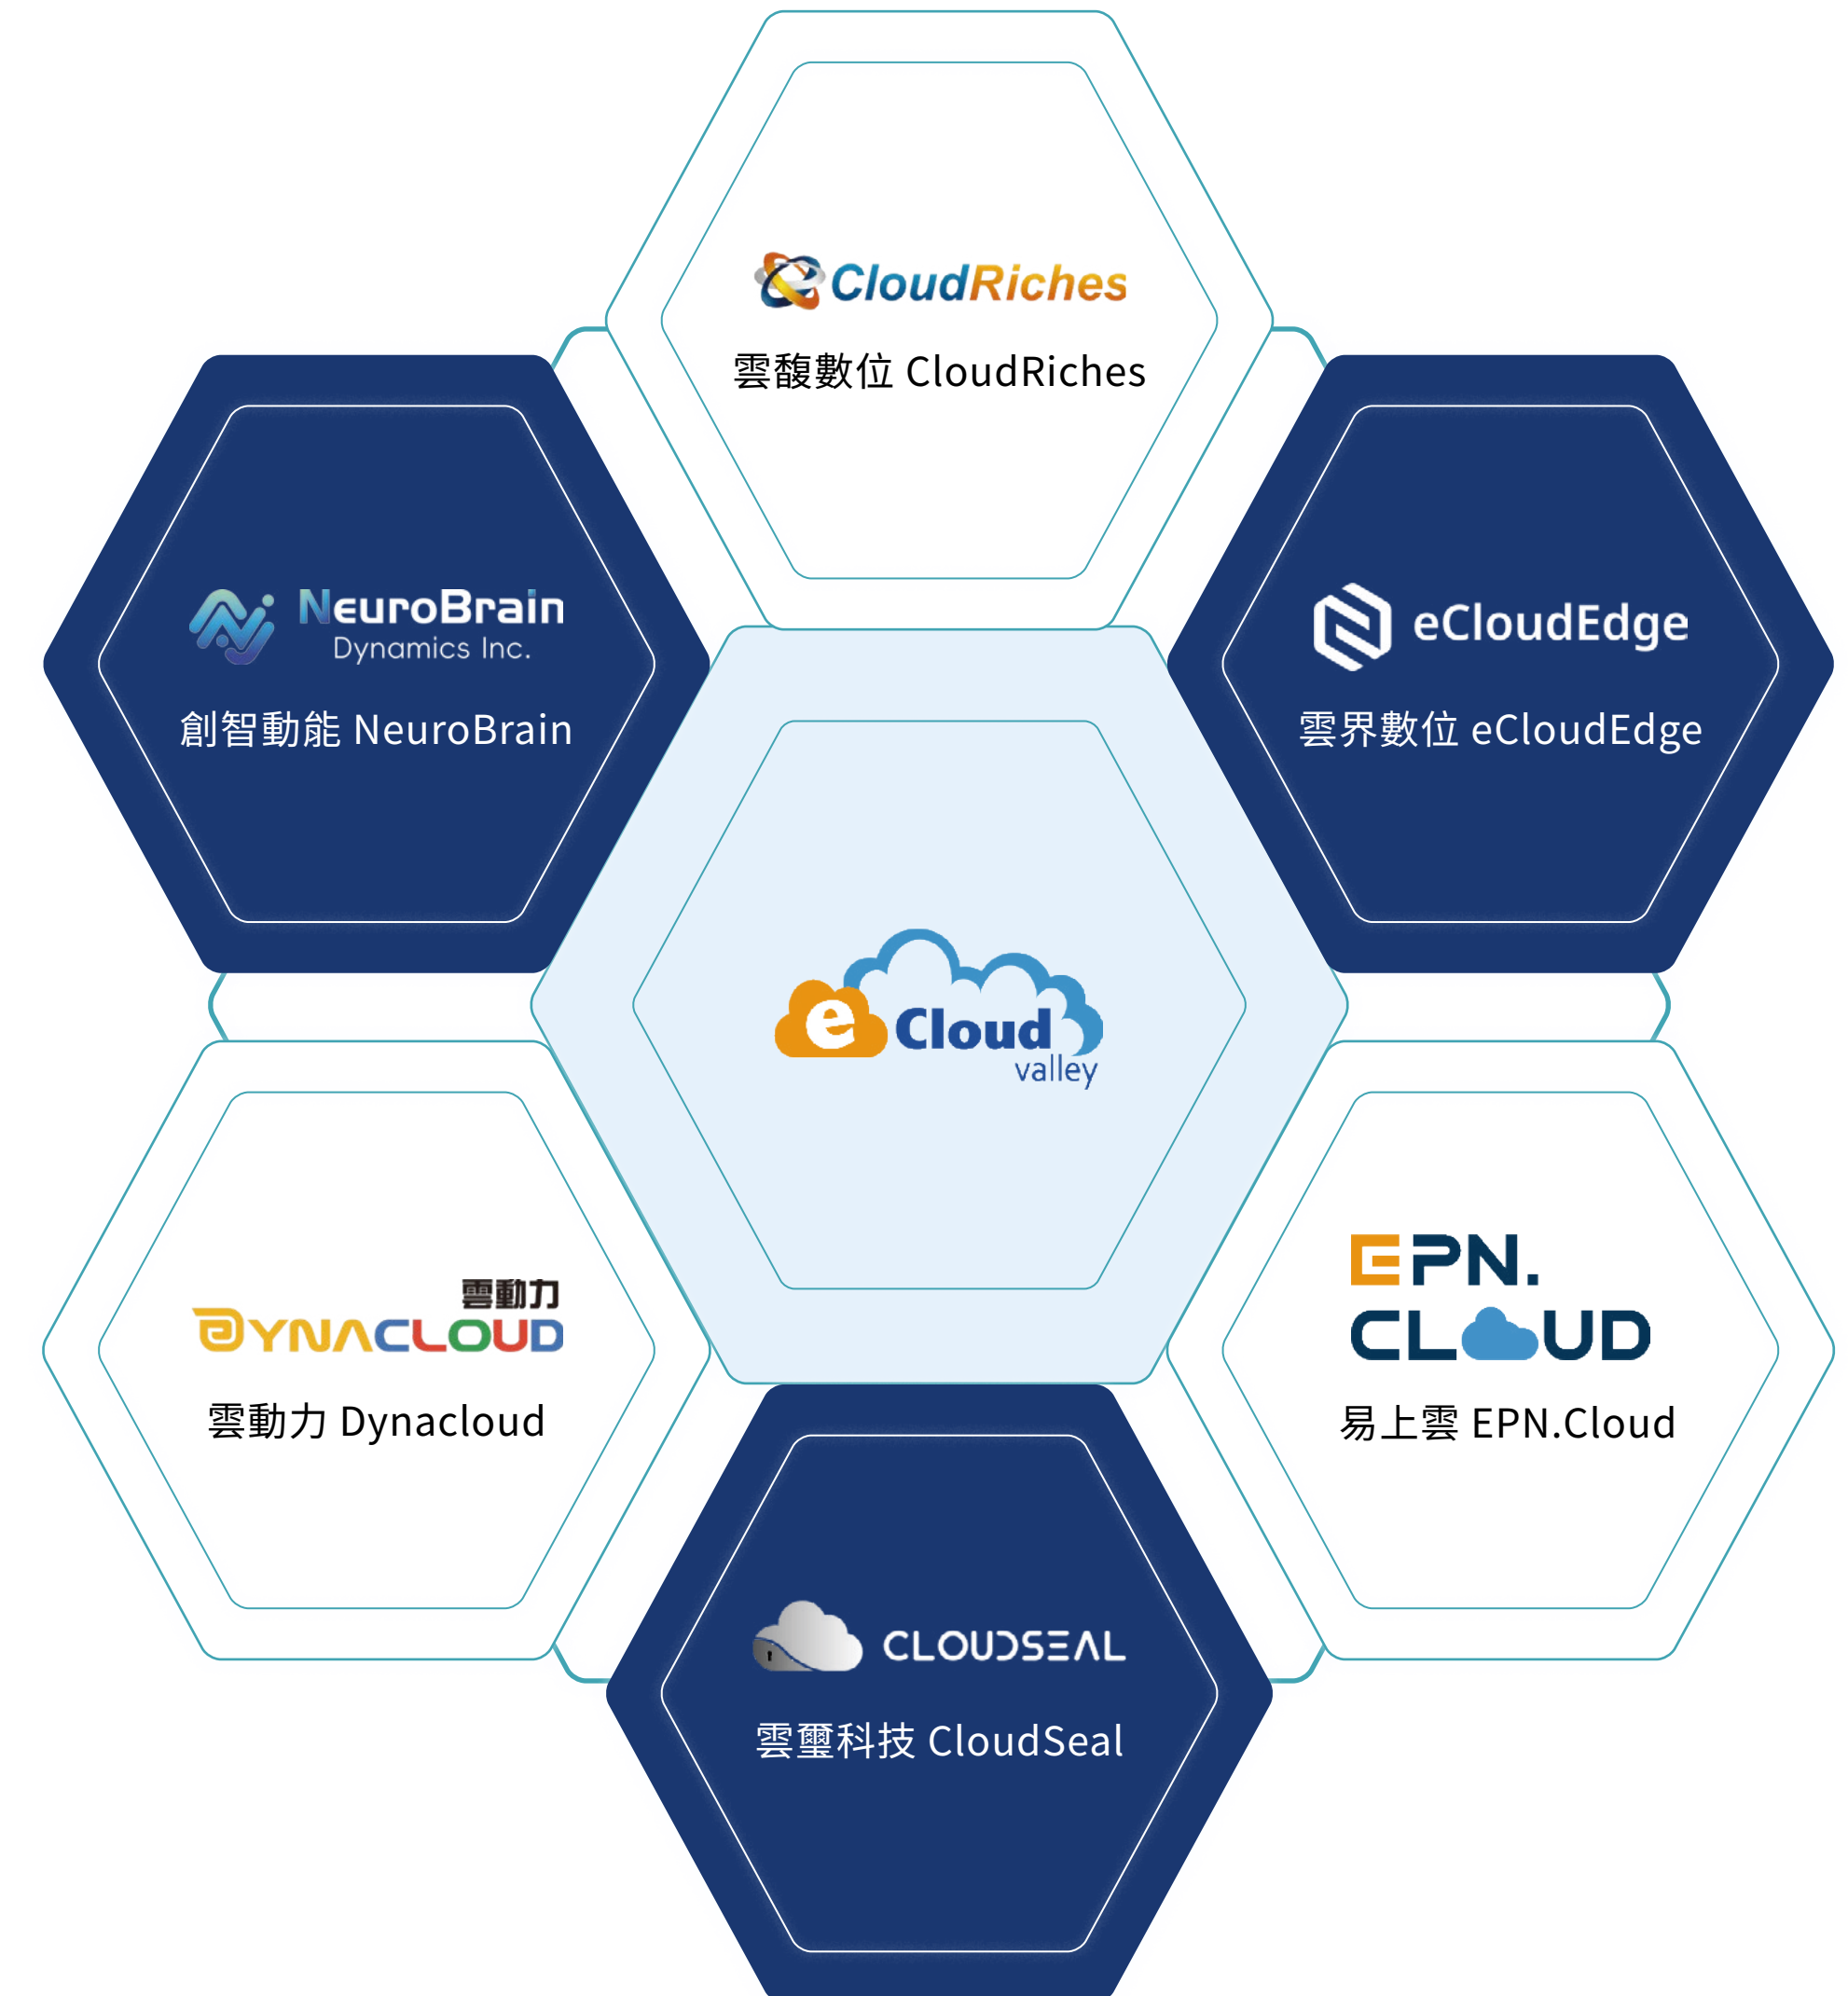 CloudRiches
雲馥數位 CloudRiches
NeuroBrain
Dynamics Inc.
創智動能 NeuroBrain
eCloudEdge
雲界數位 eCloudEdge
e Cloud
valley
雲動力
DYNACLOUD
雲動力 Dynacloud
EPN.
CLOUD
易上雲 EPN.Cloud
CLOUDSEAL
雲璽科技 CloudSeal